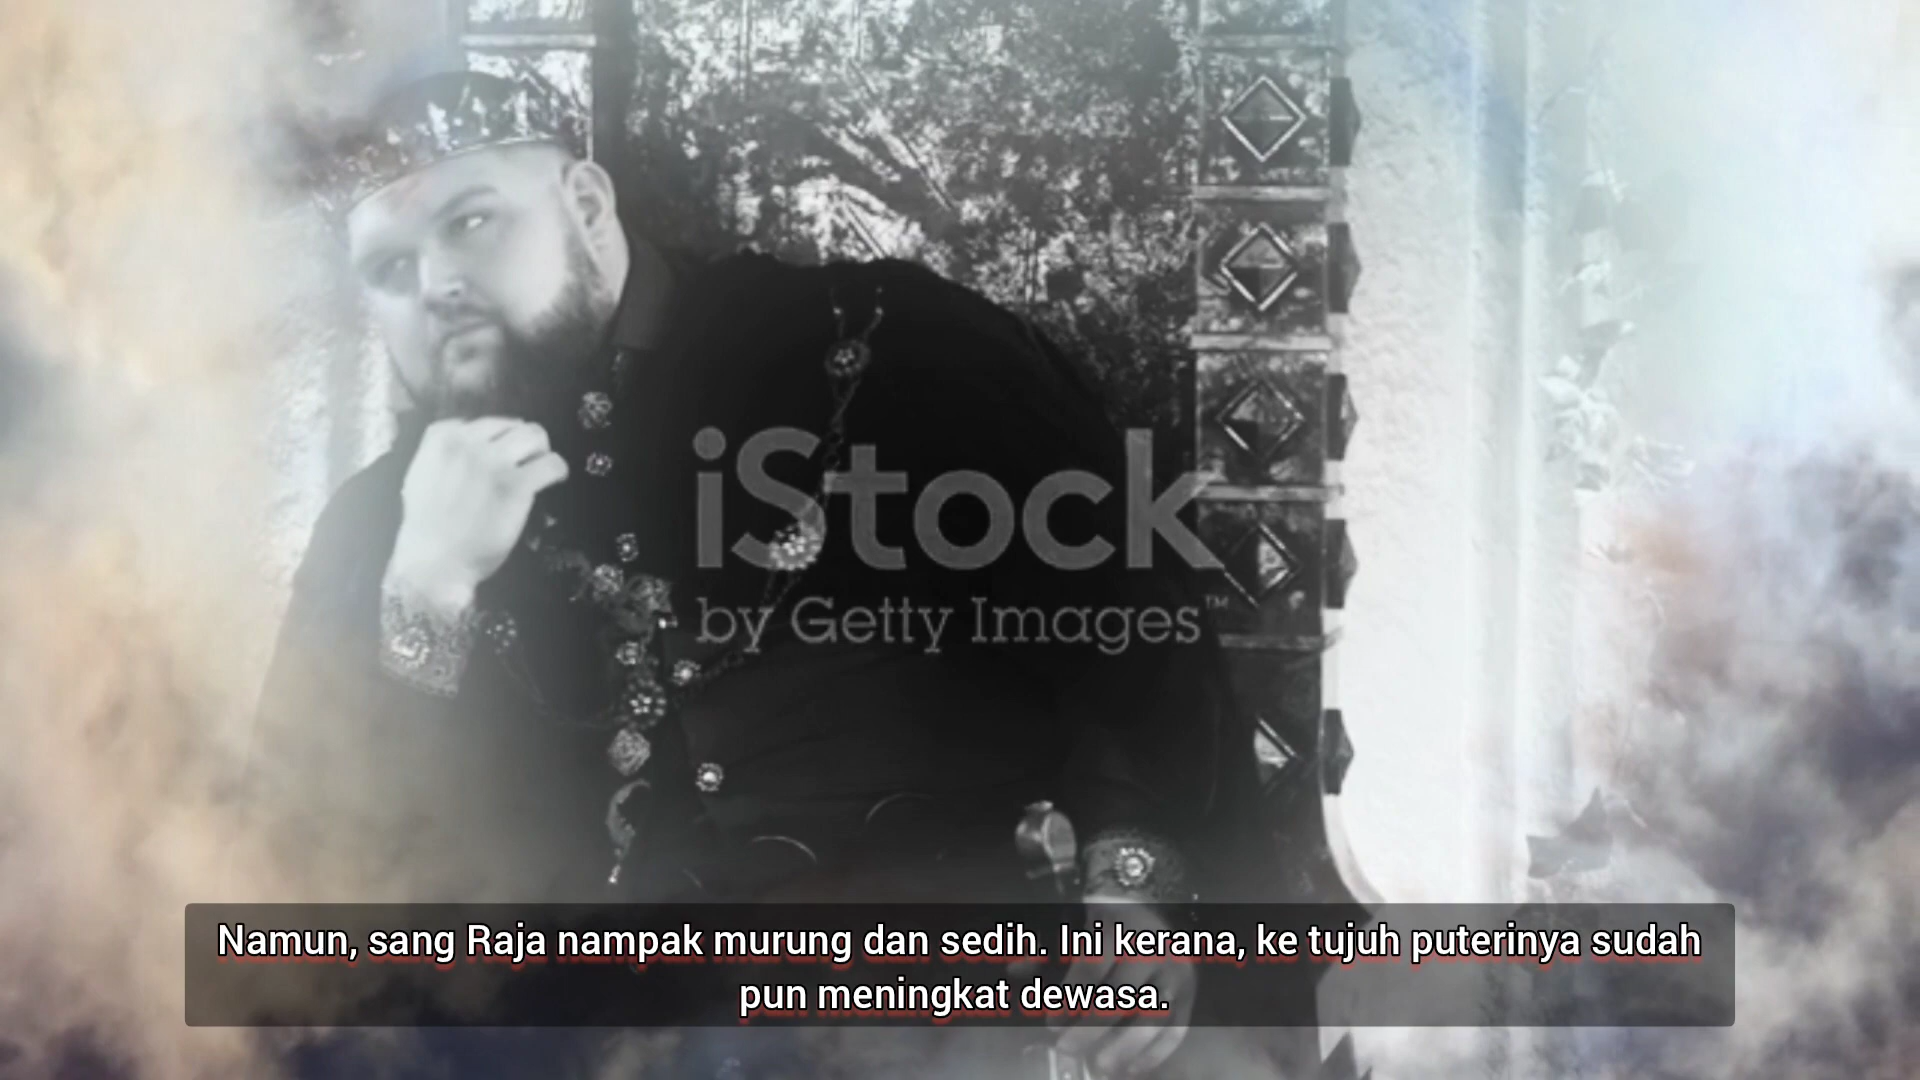 iStock
by Getty Images™
Namun, sang Raja nampak murung dan sedih. Ini kerana, ke tujuh puterinya sudah
pun meningkat dewasa.